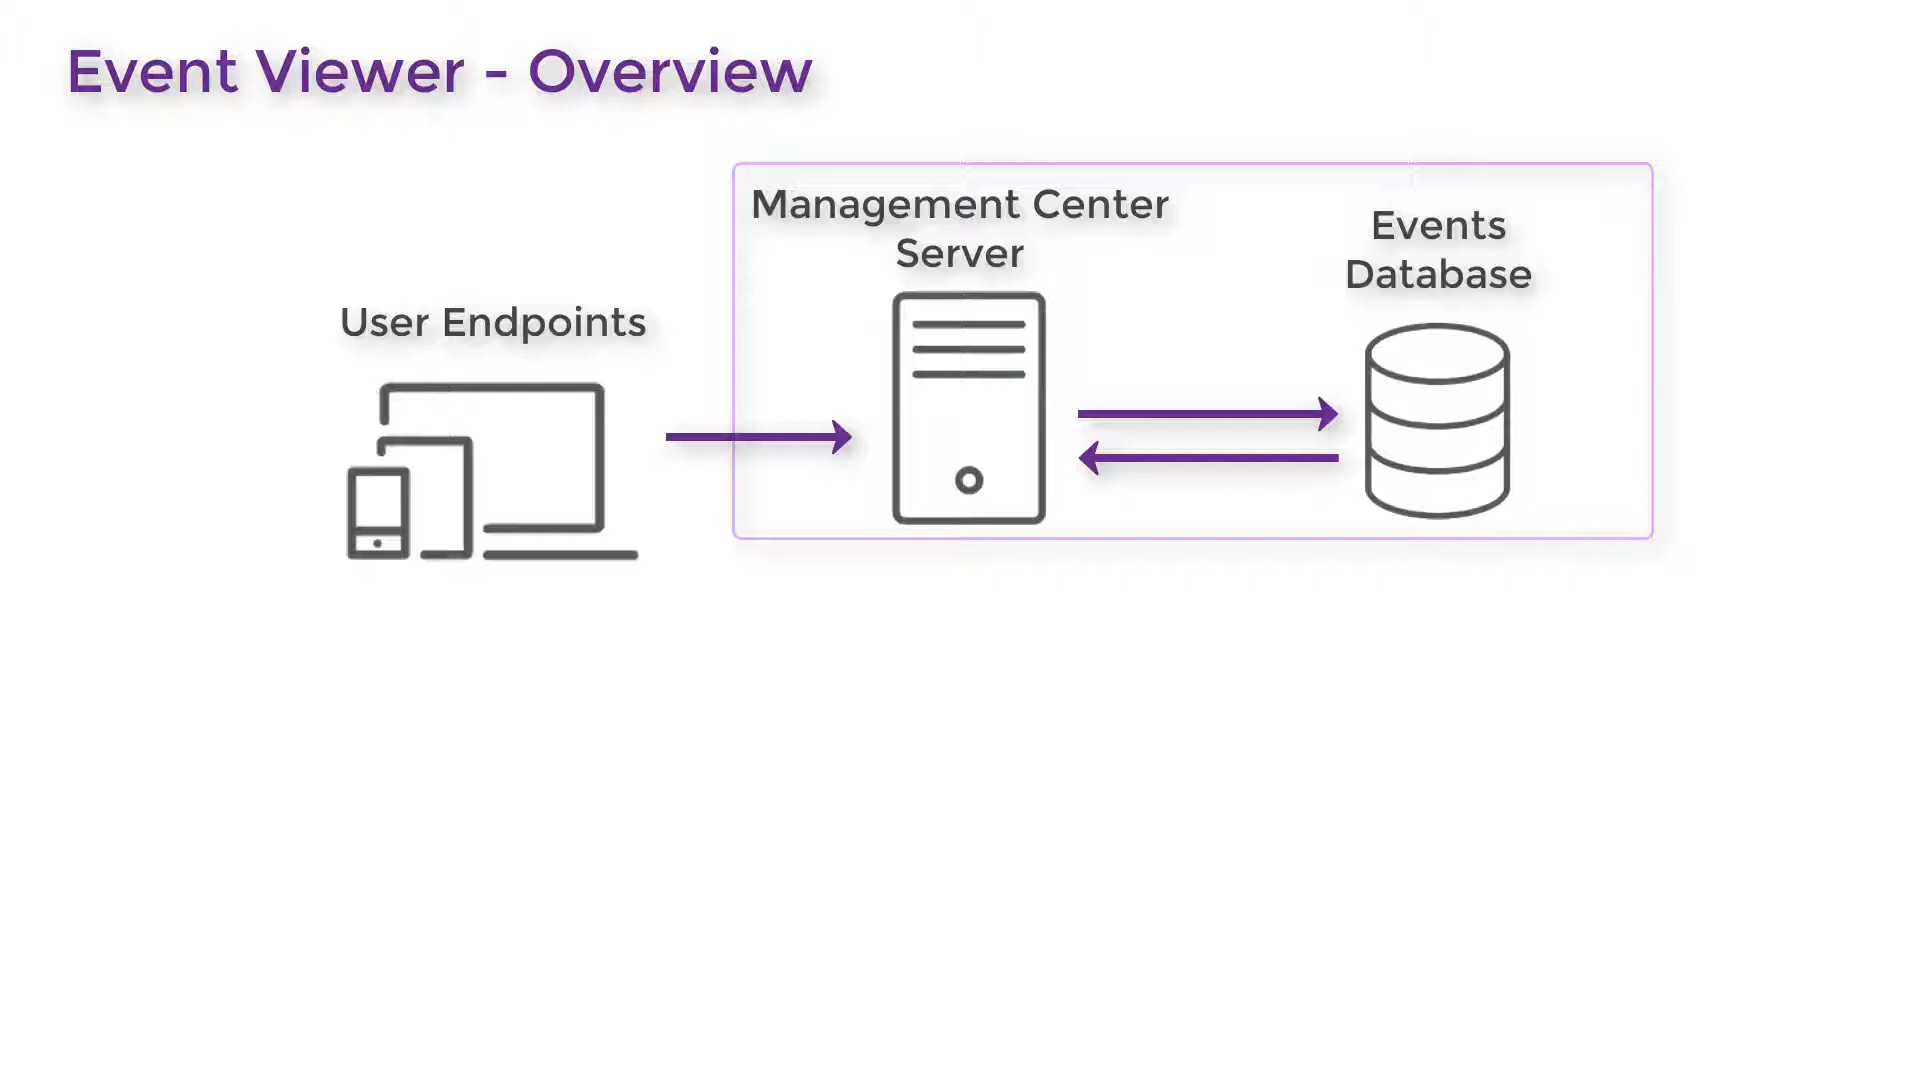 Event Viewer - Overview
Management Center
Server
Events
Database
User Endpoints